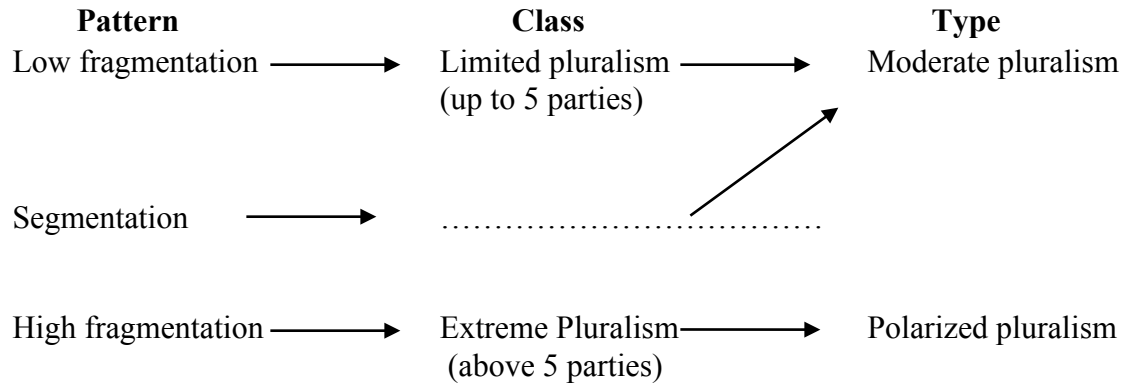 Pattern Class Type
Low fragmentation Limited pluralism Moderate pluralism
(up to 5 parties)
Segmentation ....................................
High fragmentation Extreme Pluralism Polarized pluralism
(above 5 parties)